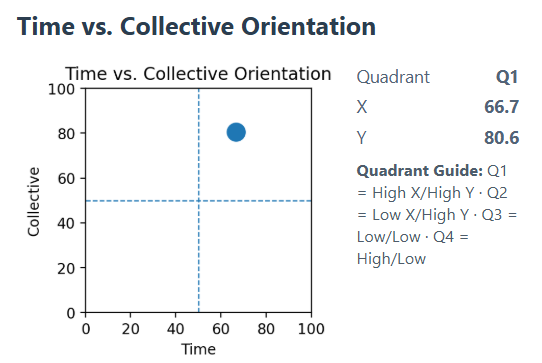 Time vs. Collective Orientation
Time vs. Collective Orientation
100
80
60
40
20
0
Collective
0 20 40 60 80 100
Time
Quadrant Q1
X 66.7
Y 80.6
Quadrant Guide: Q1
= High X/High Y · Q2
= Low X/High Y · Q3 =
Low/Low · Q4 =
High/Low